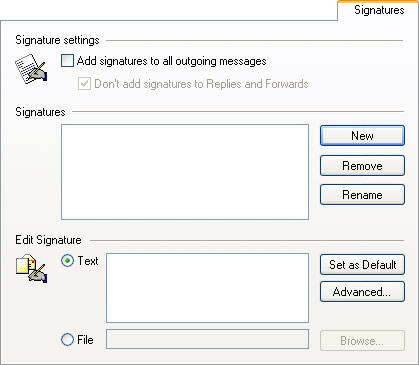 Signatures
Signature settings
Add signatures to all outgoing messages
Don't add signatures to Replies and Forwards
Signatures
New
Remove
Rename
Edit Signature
Text
Set as Default
Advanced...
File
Browse...